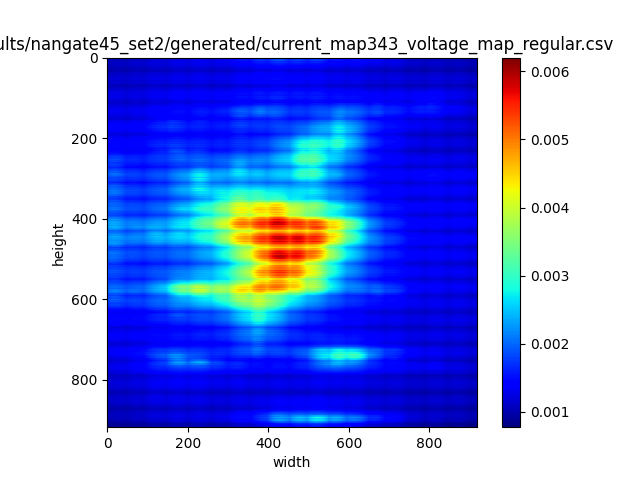 ults/nangate45_set2/generated/current_map343_voltage_map_regular.csv
0
200
400
600
800
height
0 200 400 600 800
width
0.006
0.005
0.004
0.003
0.002
0.001